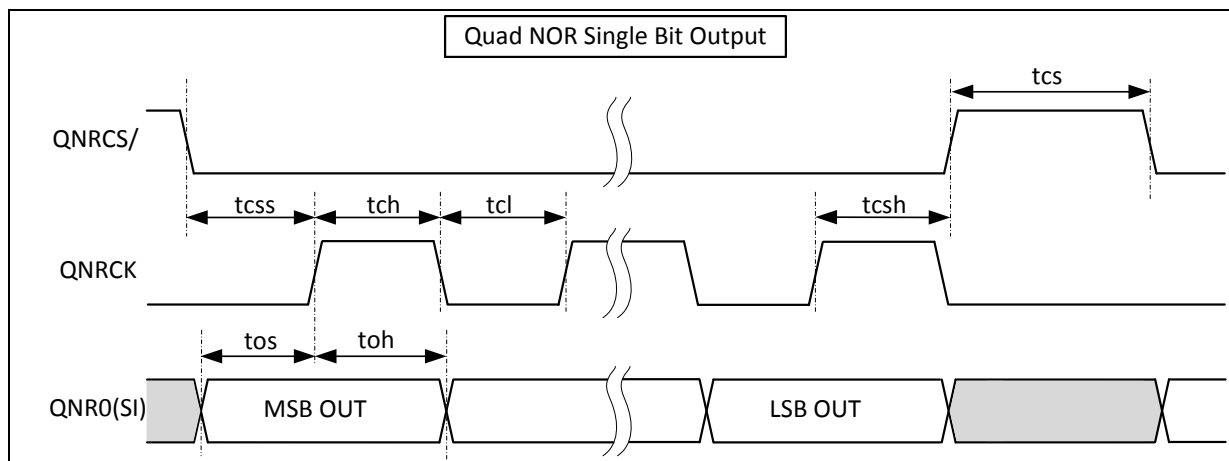 Quad NOR Single Bit Output
tcs
QNRCS/
tcss
tch
tcl
tcsh
QNRCK
tos
toh
QNR0(SI)
MSB OUT
LSB OUT